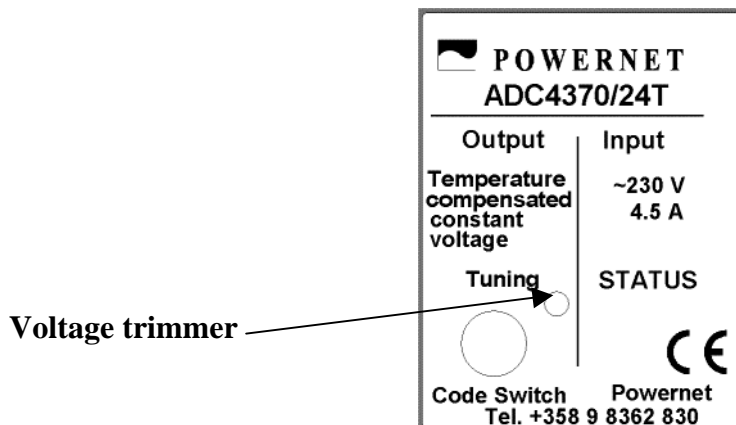 POWERNET
ADC4370/24T
Output
Input
Temperature
compensated
constant
voltage
~230 V
4.5 A
Tuning
STATUS
Voltage trimmer
CE
Code Switch
Powernet
Tel. +358 9 8362 830